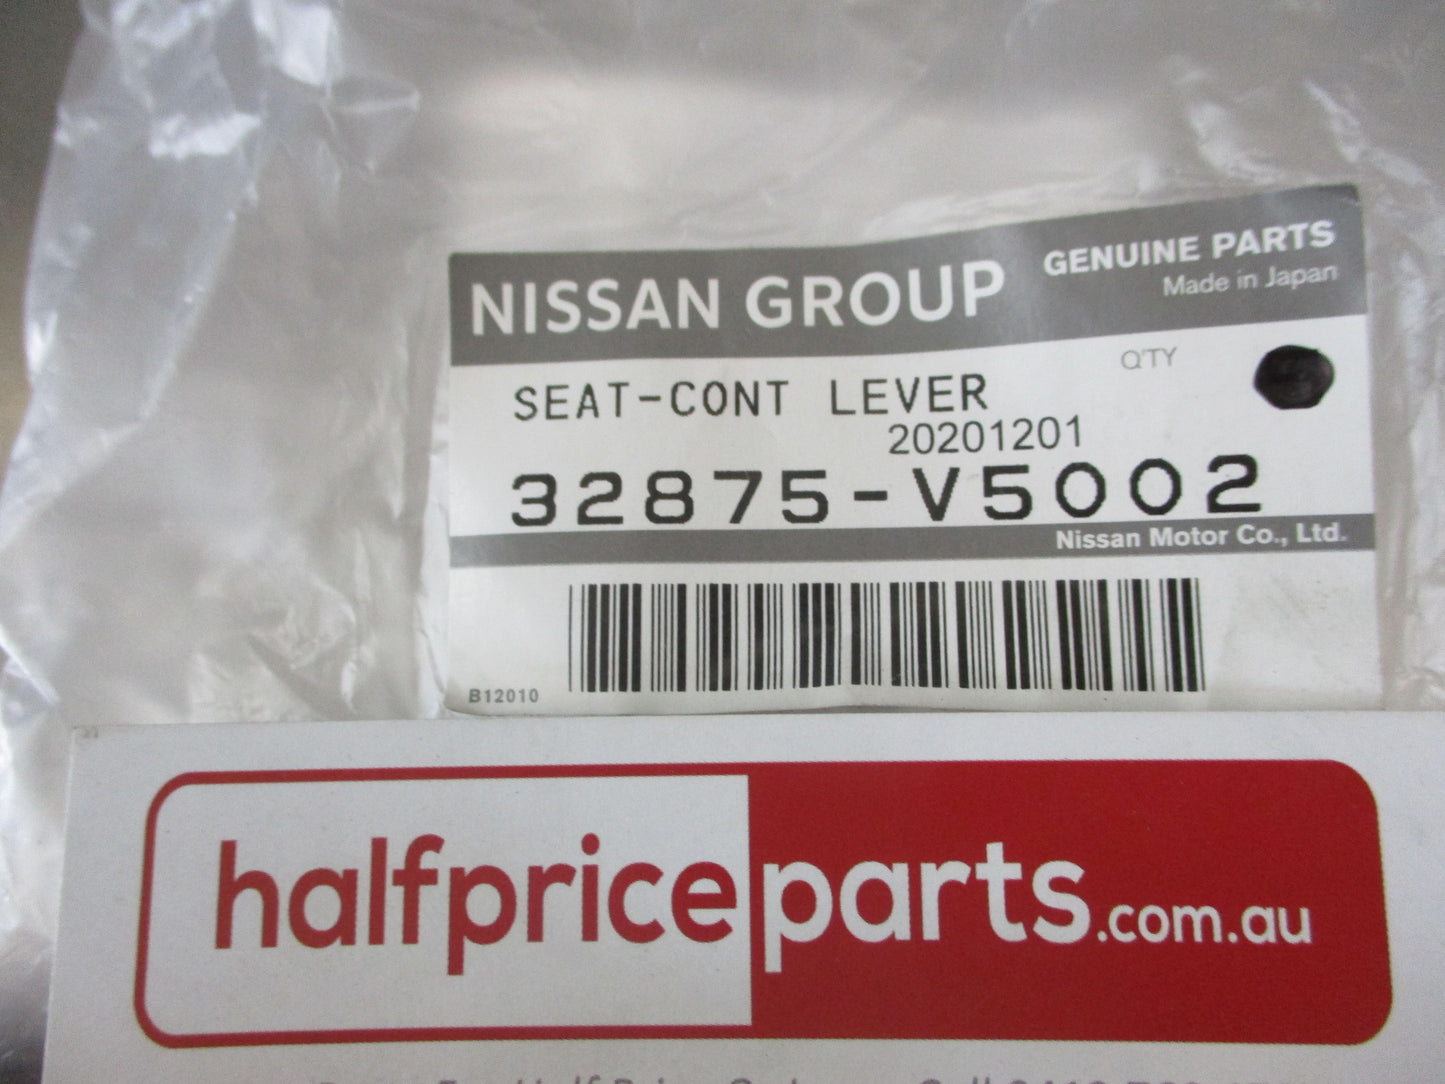 NISSAN GROUP
GENUINE PARTS
Made in Japan
Q'TY
SEAT-CONT LEVER
20201201
32875-V5002
Nissan Motor Co., Ltd.
B12010
halfpriceparts.com.au